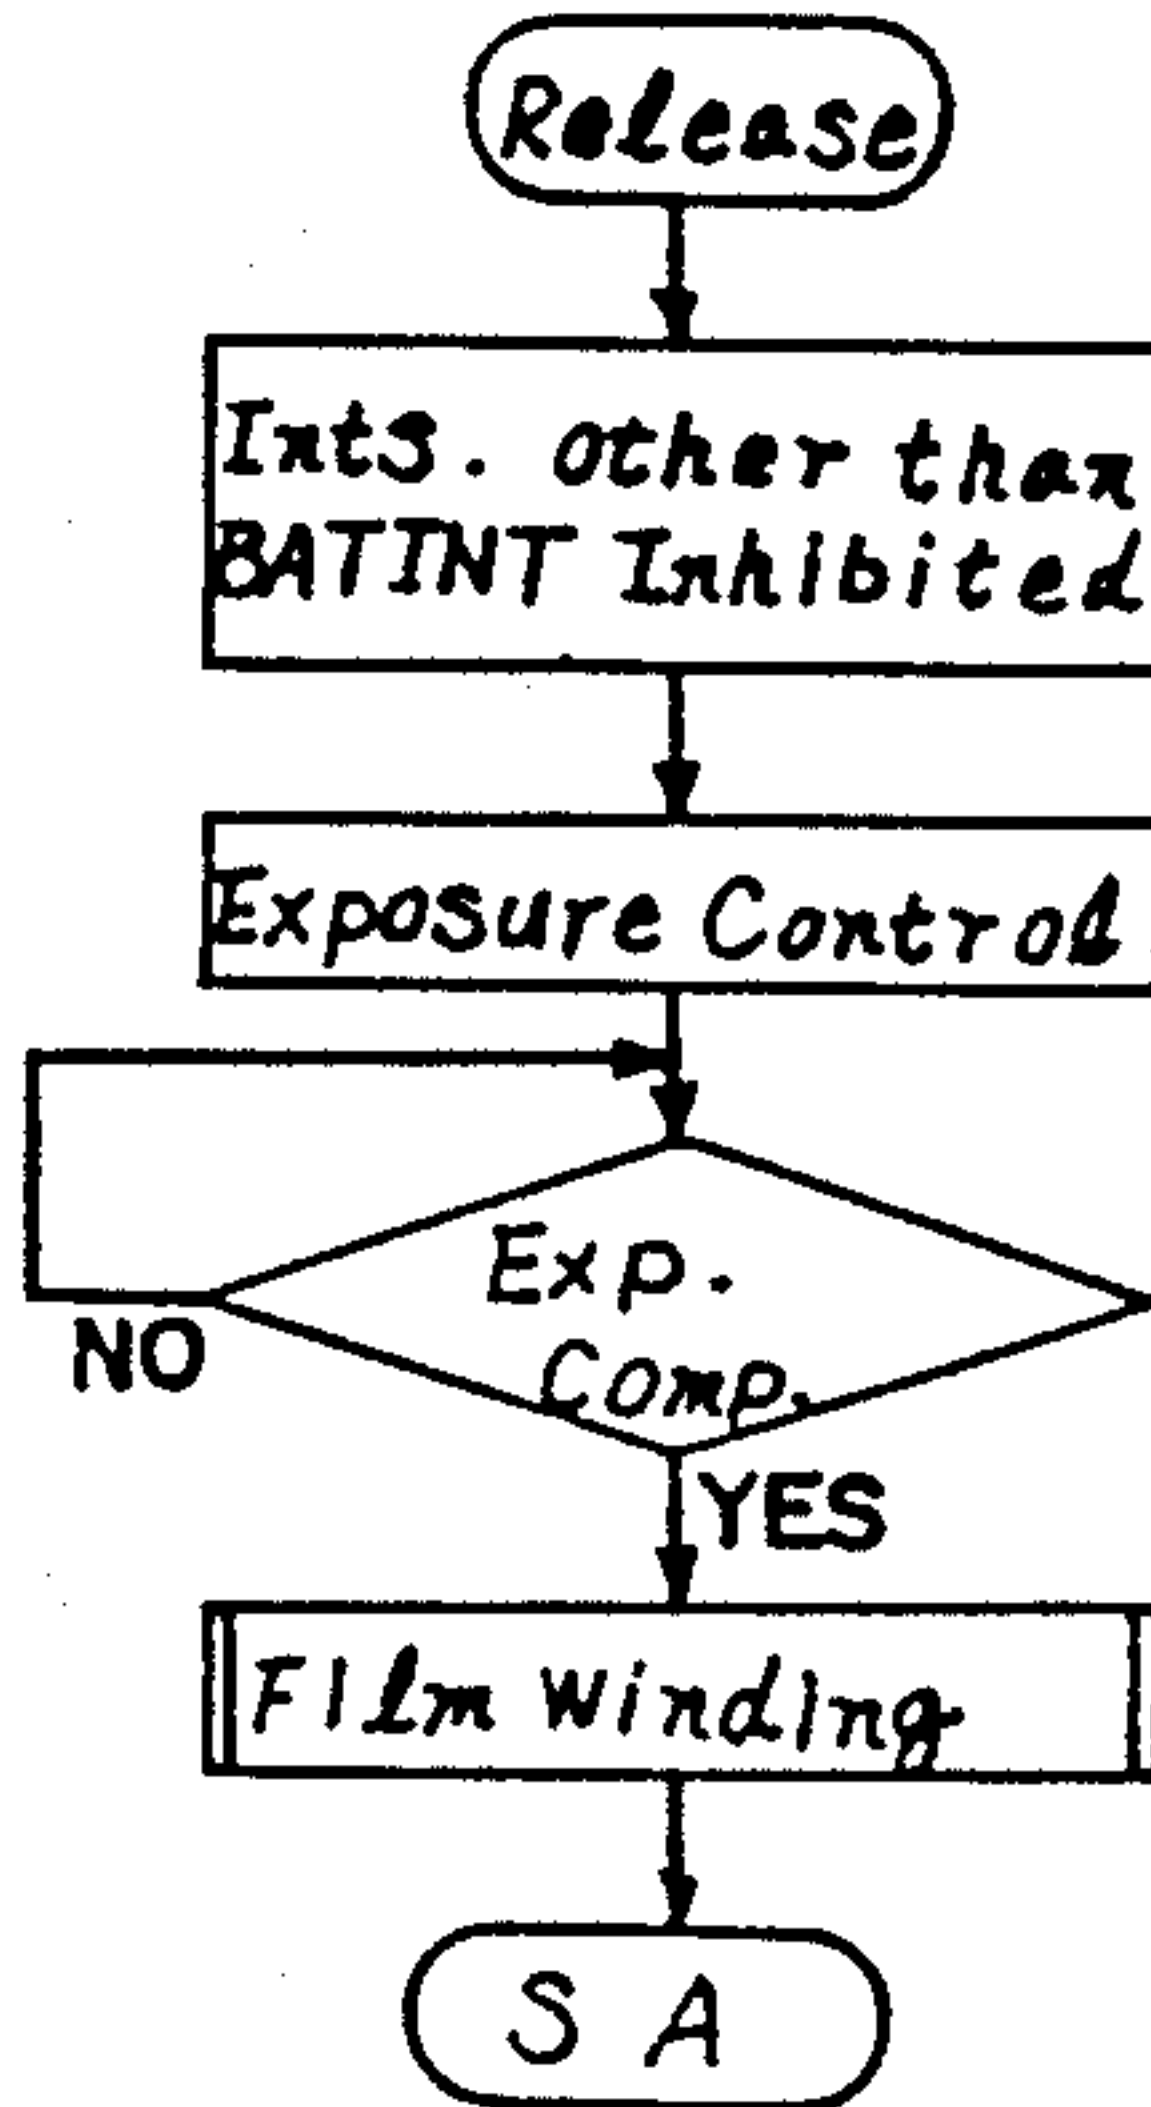 Release
Ints. other than
BATINT Inhibited
Exposure Control
Exp.
Comp.
NO
YES
Film Winding
S A